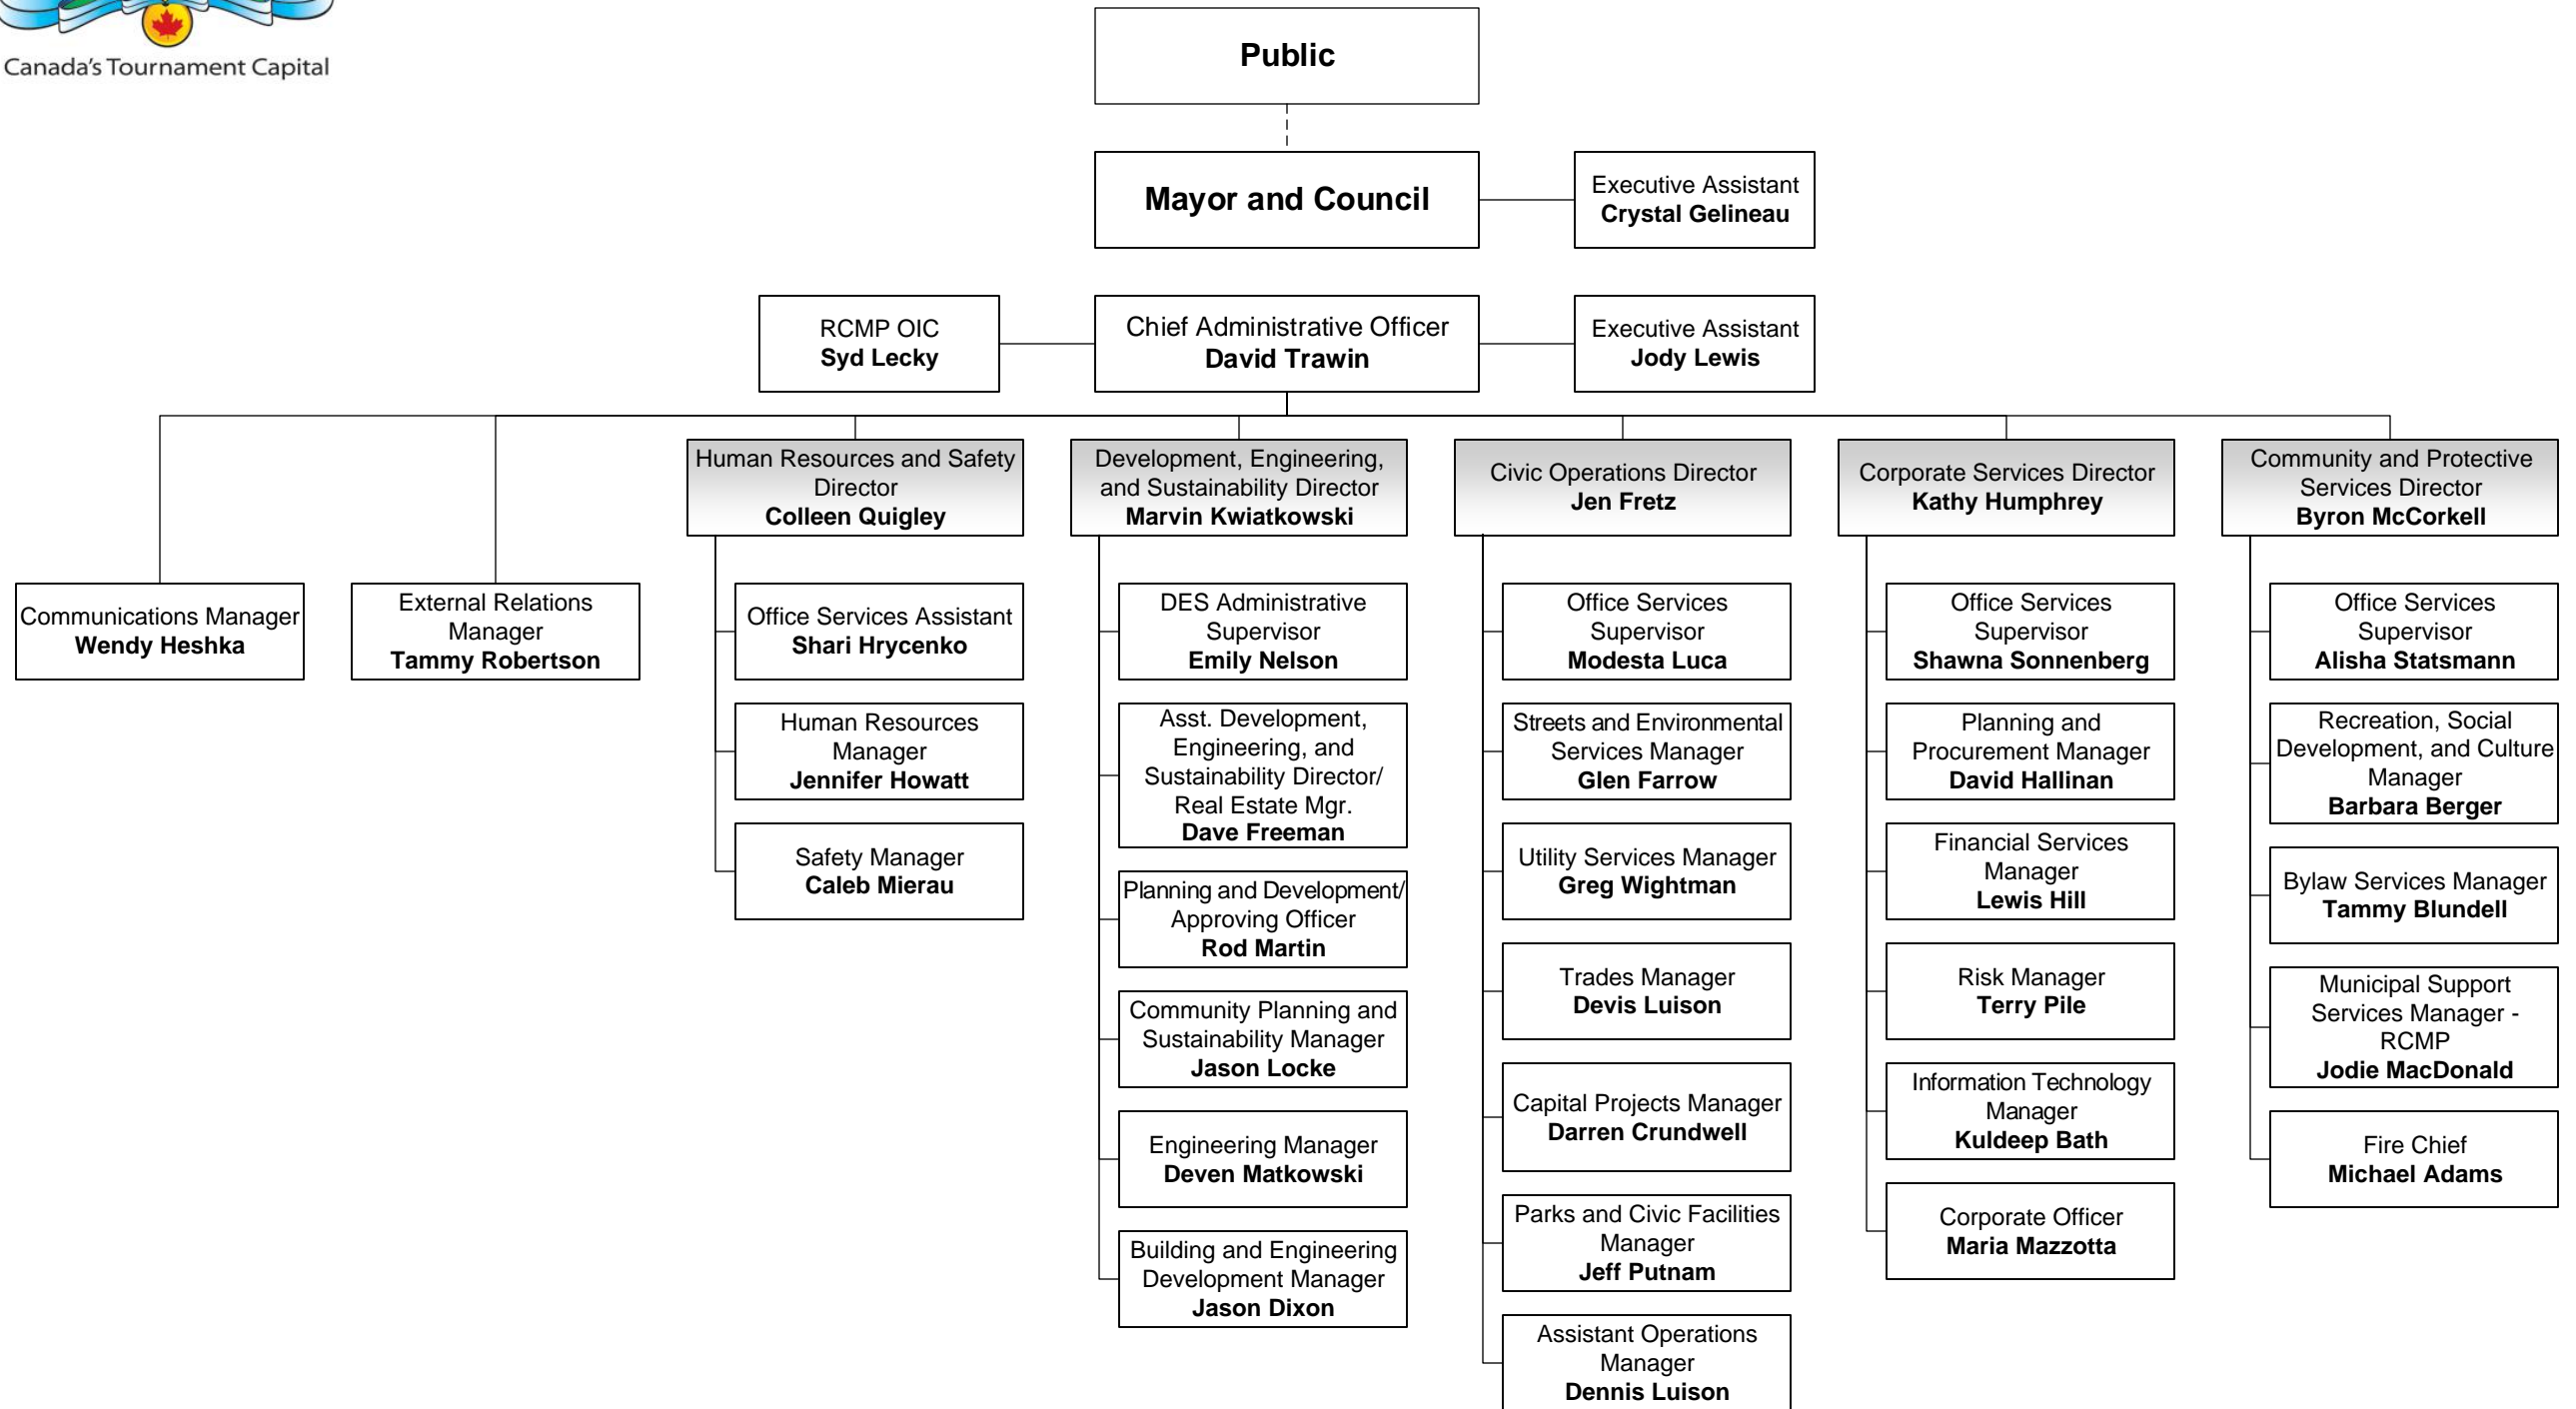 Canada's Tournament Capital
Public
Mayor and Council
Executive Assistant
Crystal Gelineau
RCMP OIC
Syd Lecky
Chief Administrative Officer
David Trawin
Executive Assistant
Jody Lewis
Communications Manager
Wendy Heshka
External Relations
Manager
Tammy Robertson
Human Resources and Safety
Director
Colleen Quigley
Office Services Assistant
Shari Hrycenko
Human Resources
Manager
Jennifer Howatt
Safety Manager
Caleb Mierau
Development, Engineering,
and Sustainability Director
Marvin Kwiatkowski
DES Administrative
Supervisor
Emily Nelson
Asst. Development,
Engineering, and
Sustainability Director/
Real Estate Mgr.
Dave Freeman
Planning and Development/
Approving Officer
Rod Martin
Community Planning and
Sustainability Manager
Jason Locke
Engineering Manager
Deven Matkowski
Building and Engineering
Development Manager
Jason Dixon
Civic Operations Director
Jen Fretz
Office Services
Supervisor
Modesta Luca
Streets and Environmental
Services Manager
Glen Farrow
Utility Services Manager
Greg Wightman
Trades Manager
Devis Luison
Capital Projects Manager
Darren Crundwell
Parks and Civic Facilities
Manager
Jeff Putnam
Assistant Operations
Manager
Dennis Luison
Corporate Services Director
Kathy Humphrey
Office Services
Supervisor
Shawna Sonnenberg
Planning and
Procurement Manager
David Hallinan
Financial Services
Manager
Lewis Hill
Risk Manager
Terry Pile
Information Technology
Manager
Kuldeep Bath
Corporate Officer
Maria Mazzotta
Community and Protective
Services Director
Byron McCorkell
Office Services
Supervisor
Alisha Statsmann
Recreation, Social
Development, and Culture
Manager
Barbara Berger
Bylaw Services Manager
Tammy Blundell
Municipal Support
Services Manager -
RCMP
Jodie MacDonald
Fire Chief
Michael Adams